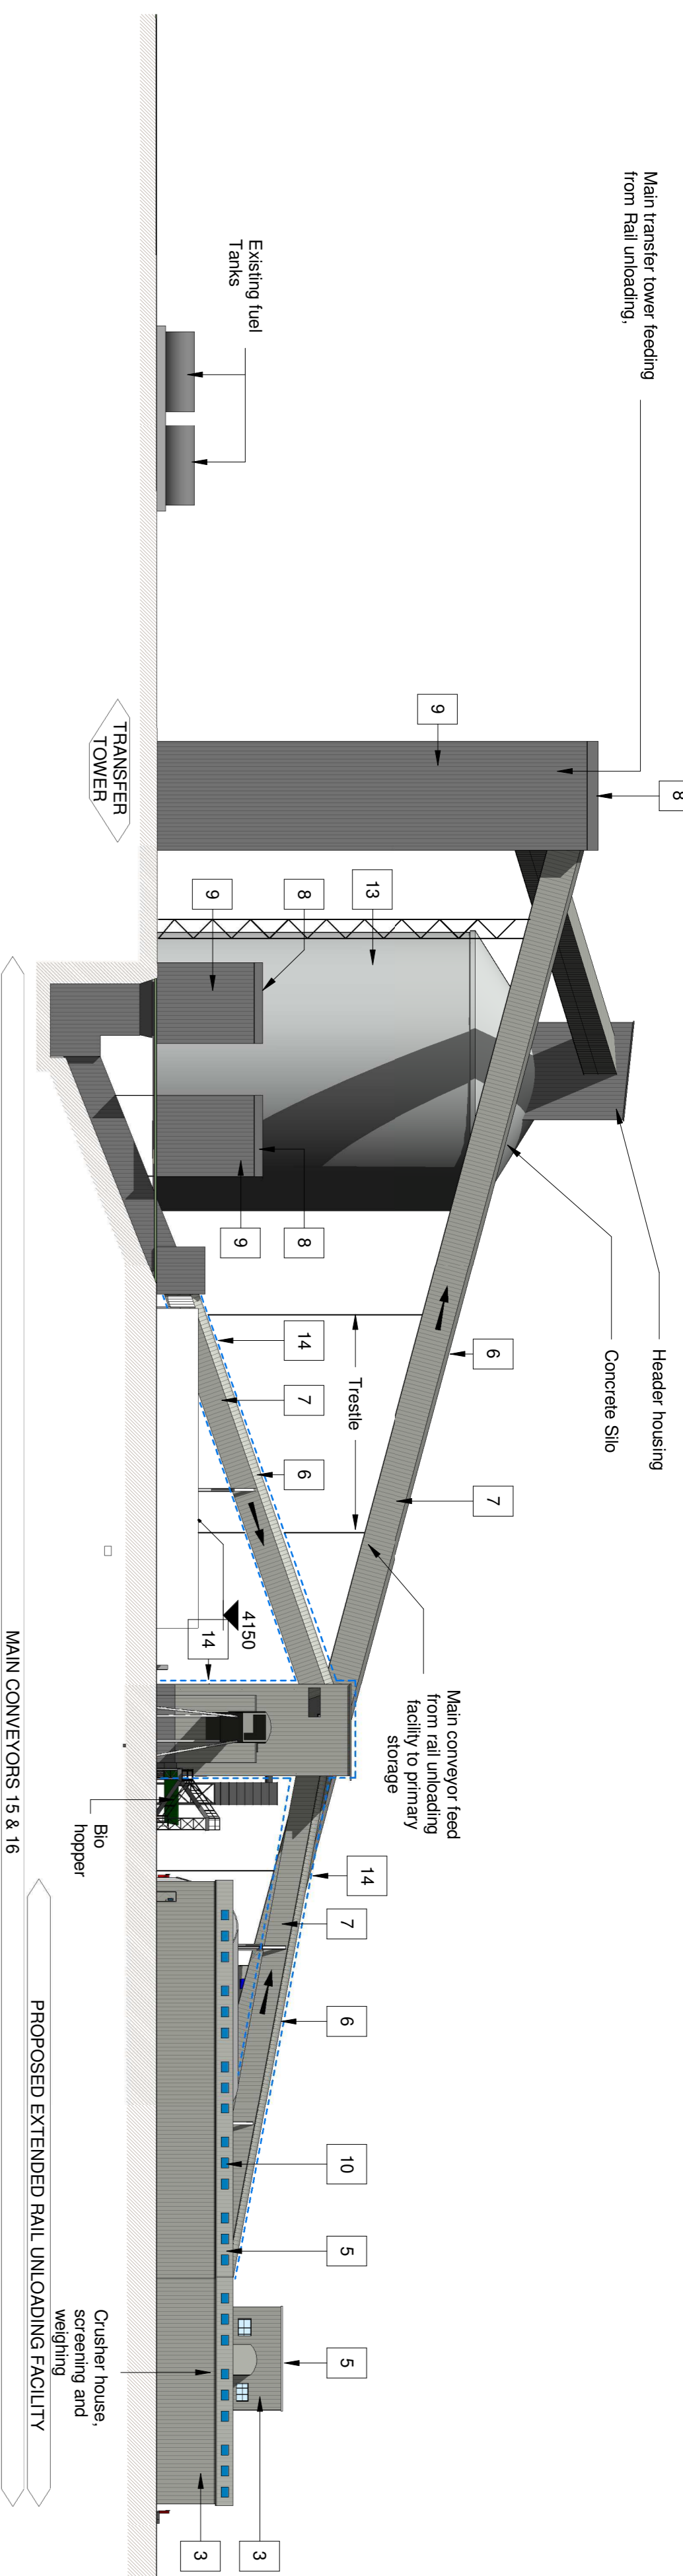 Main transfer tower feeding
from Rail unloading,
8
Existing fuel
Tanks
9
TRANSFER
TOWER
13
8
9
8
9
Header housing
Concrete Silo
6
7
14
Trestle
7
6
4150
14
Main conveyor feed
from rail unloading
facility to primary
storage
Bio
hopper
14
7
6
10
5
5
3
3
Crusher house,
screening and
weighing
PROPOSED EXTENDED RAIL UNLOADING FACILITY
MAIN CONVEYORS 15 & 16